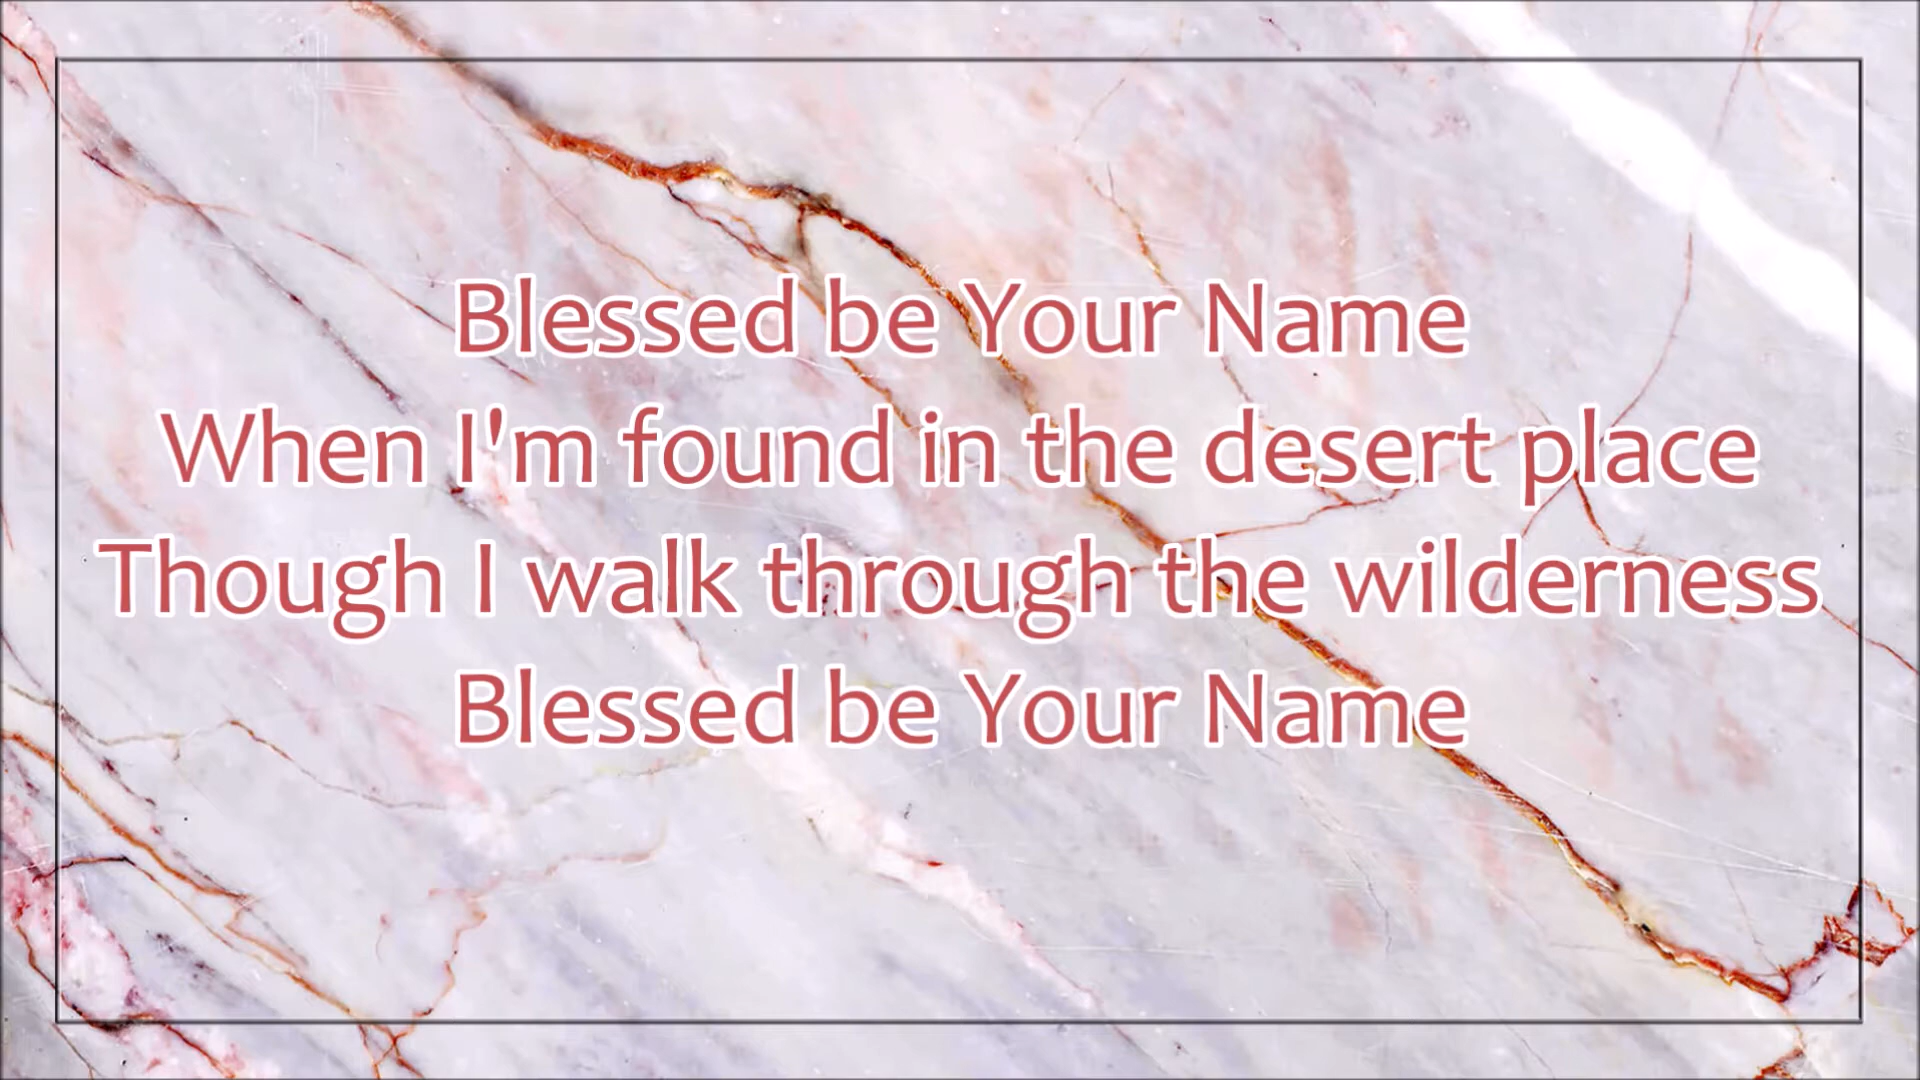 Blessed be Your Name
When I'm found in the desert place
Though I walk through the wilderness
Blessed be Your Name